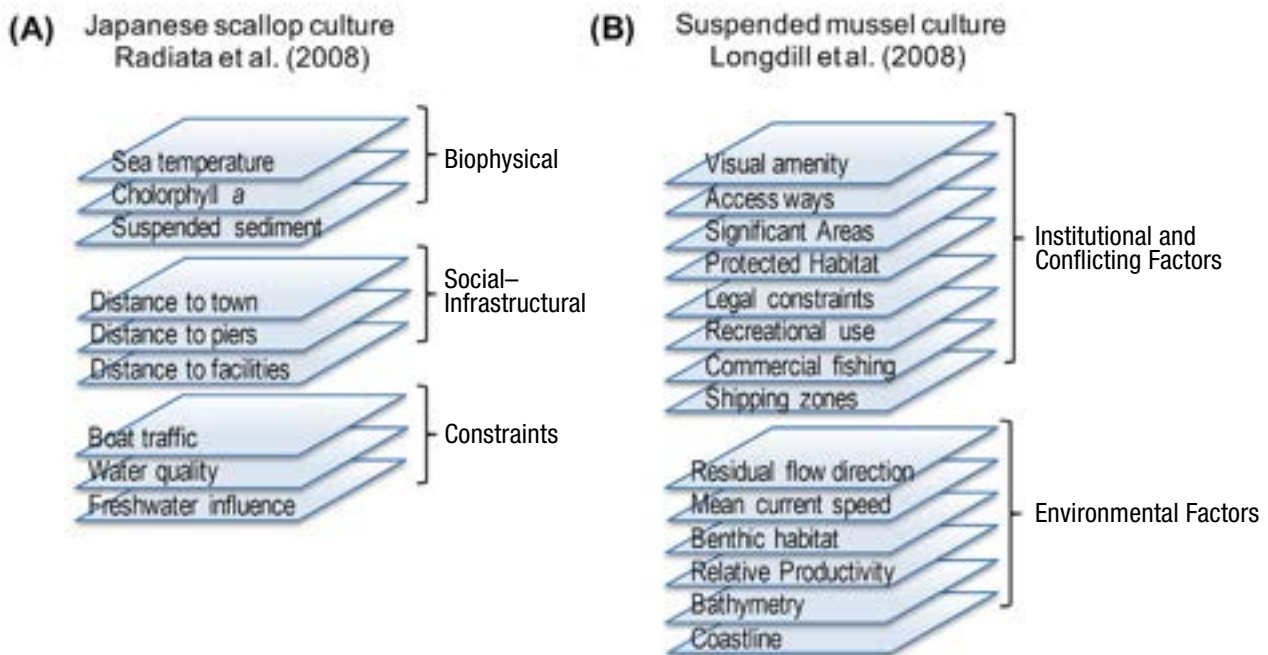 (A) Japanese scallop culture
Radiata et al. (2008)
Sea temperature
Cholorphyll a
Suspended sediment
Biophysical
Distance to town
Distance to piers
Distance to facilities
Social–
Infrastructural
Boat traffic
Water quality
Freshwater influence
Constraints
(B) Suspended mussel culture
Longdill et al. (2008)
Visual amenity
Access ways
Significant Areas
Protected Habitat
Legal constraints
Recreational use
Commercial fishing
Shipping zones
Institutional and
Conflicting Factors
Residual flow direction
Mean current speed
Benthic habitat
Relative Productivity
Bathymetry
Coastline
Environmental Factors